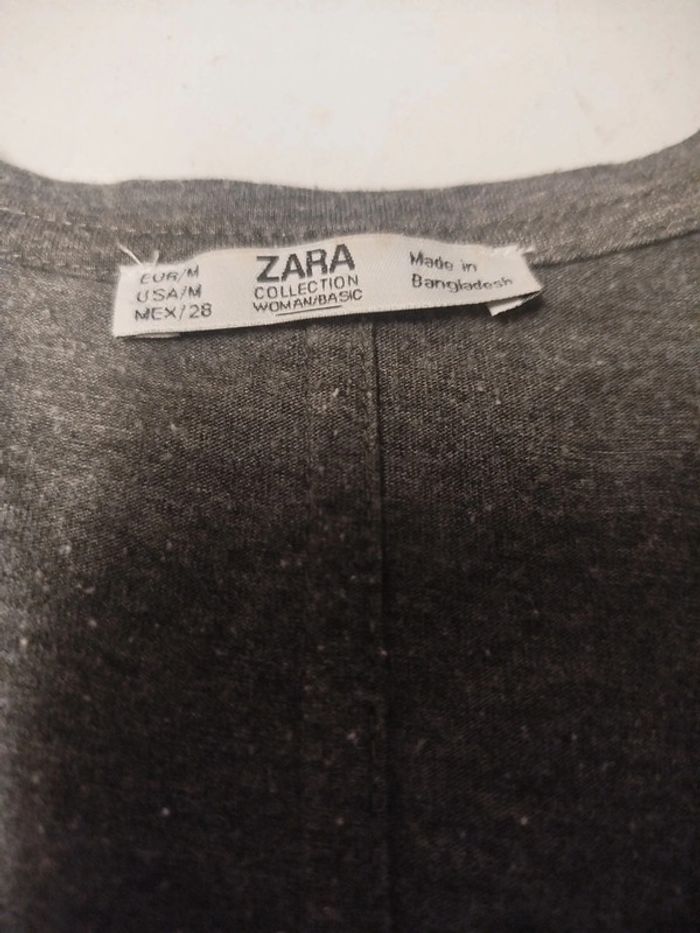 EUR/M
USA/M
MEX/28
ZARA
COLLECTION
WOMAN/BASIC
Made in
Bangladesh